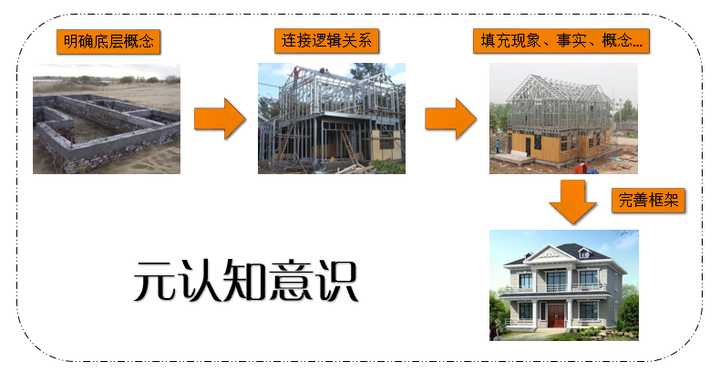 明确底层概念
连接逻辑关系
填充现象、事实、概念...
完善框架
元认知意识